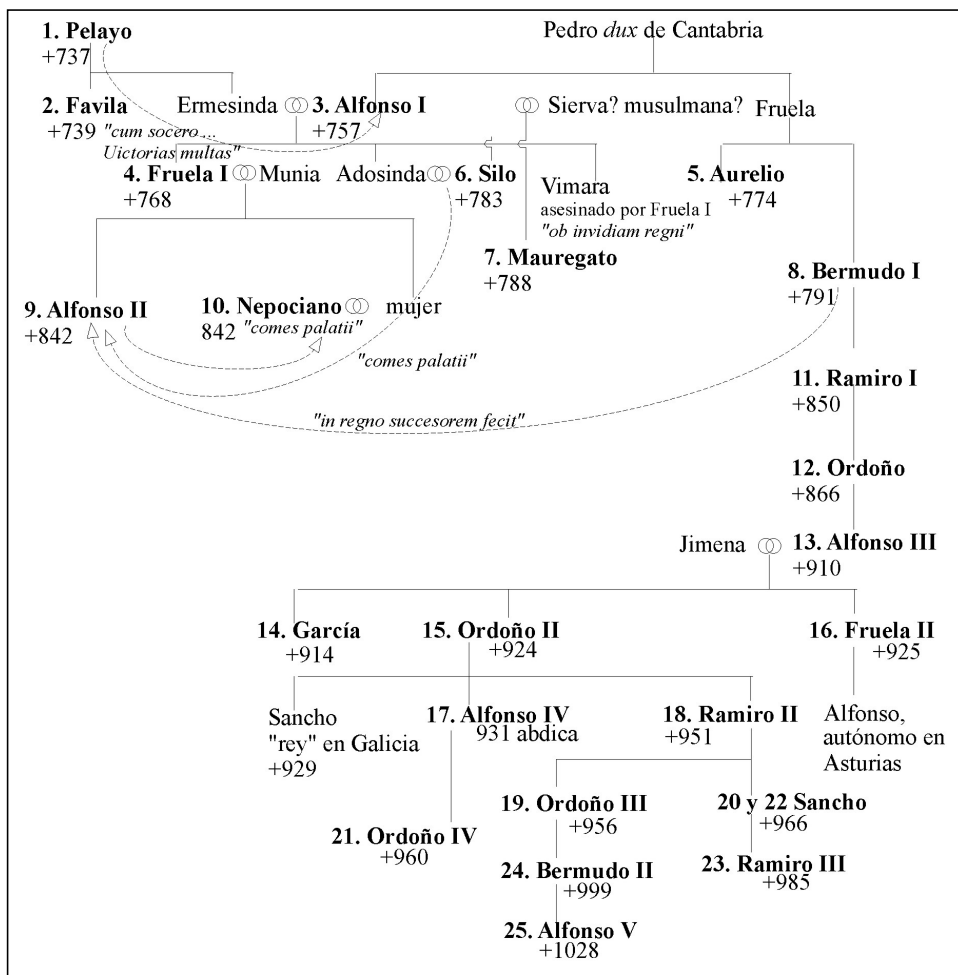 1. Pelayo
+737
Pedro dux de Cantabria
2. Favila
+739
Ermesinda
3. Alfonso I
+757
Sierva? musulmana?
Fruela
"cum socero ...
Uictorias multas"
4. Fruela I
+768
Munia
Adosinda
6. Silo
+783
Vimara
asesinado por Fruela I
"ob invidiam regni"
5. Aurelio
+774
7. Mauregato
+788
8. Bermudo I
+791
9. Alfonso II
+842
10. Nepociano
842 "comes palatii"
mujer
"comes palatii"
"in regno succesorem fecit"
11. Ramiro I
+850
12. Ordoño
+866
Jimena
13. Alfonso III
+910
14. García
+914
15. Ordoño II
+924
16. Fruela II
+925
Sancho
"rey" en Galicia
+929
17. Alfonso IV
931 abdica
18. Ramiro II
+951
Alfonso,
autónomo en
Asturias
19. Ordoño III
+956
20 y 22 Sancho
+966
21. Ordoño IV
+960
24. Bermudo II
+999
23. Ramiro III
+985
25. Alfonso V
+1028